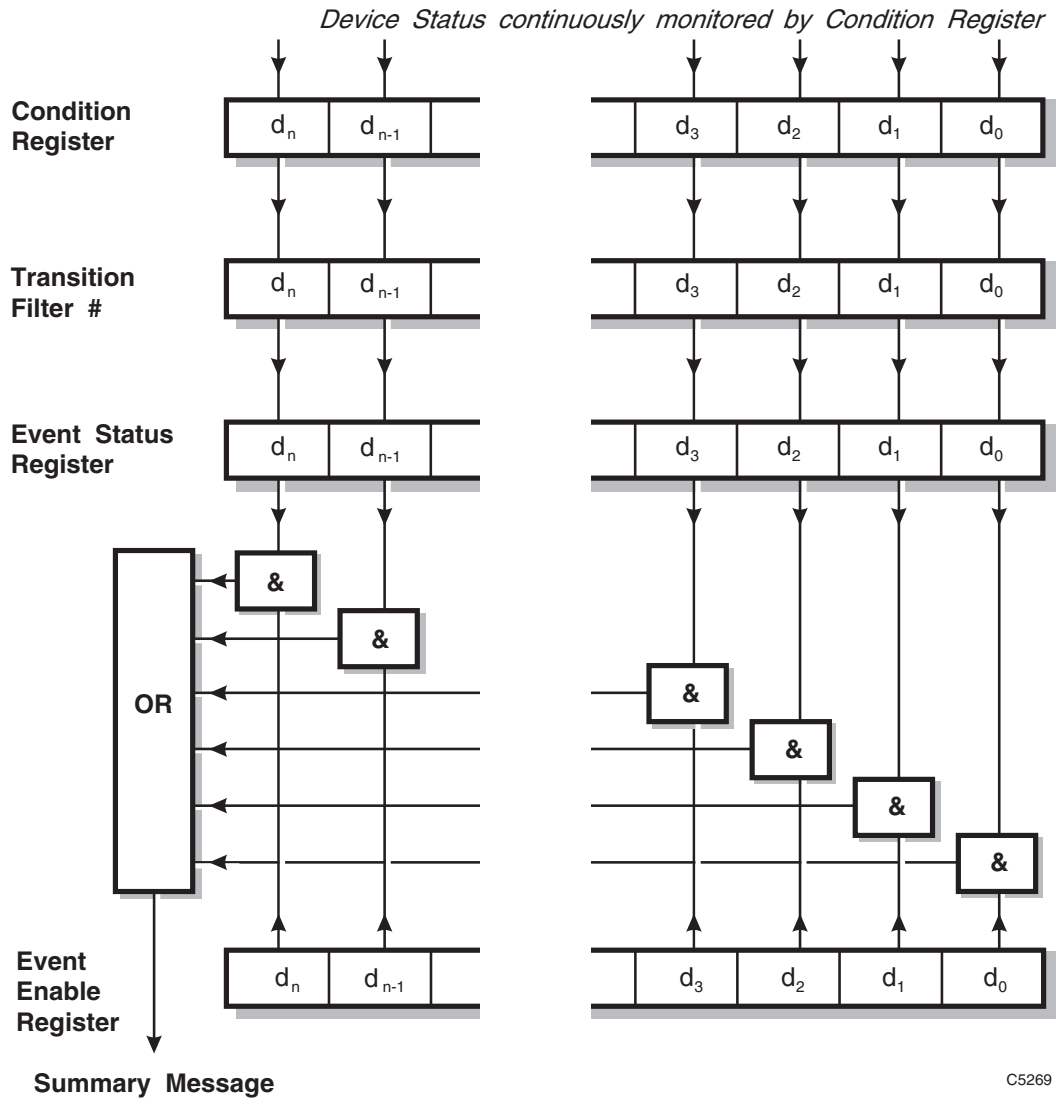 Device Status continuously monitored by Condition Register
Condition
Register
dₙ dₙ₋₁ d₃ d₂ d₁ d₀
Transition
Filter #
dₙ dₙ₋₁ d₃ d₂ d₁ d₀
Event Status
Register
dₙ dₙ₋₁ d₃ d₂ d₁ d₀
&
&
&
OR
&
&
&
Event
Enable
Register
dₙ dₙ₋₁ d₃ d₂ d₁ d₀
Summary Message
C5269